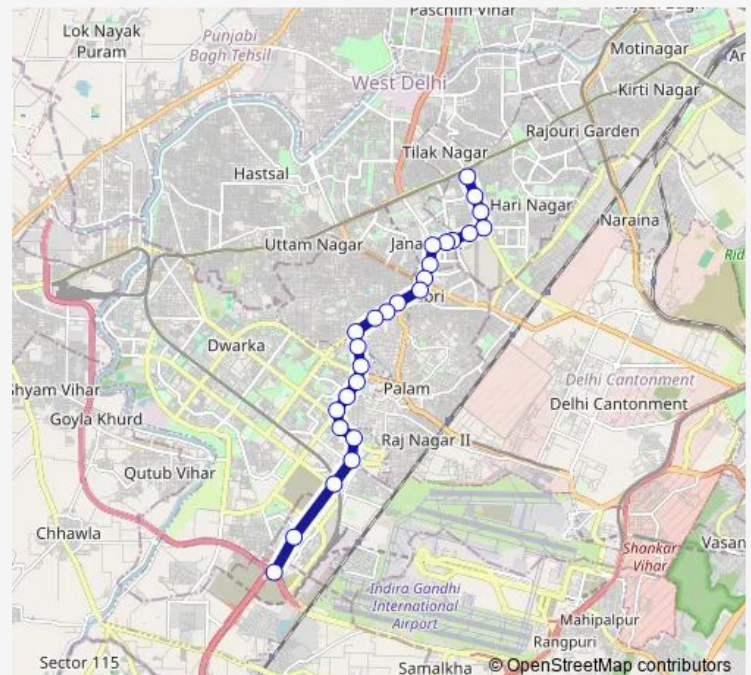 Paschim Vihar
Lok Nayak
Puram
Punjabi
Bagh Tehsil
Motinagar
West Delhi
Kirti Nagar
Rajouri Garden
Tilak Nagar
Hastsal
Hari Nagar
Naraina
Uttam Nagar
Jana
Rid
ori
Dwarka
Shyam Vihar
Palam
Delhi Cantonment
Delhi Cantonment
Goyla Khurd
Raj Nagar II
Qutub Vihar
Chhawla
Shankar
Vihar
Vasan
Indira Gandhi
International
Airport
Mahipalpur
Rangpuri
Sector 115
Samalkha
© OpenStreetMap contributors